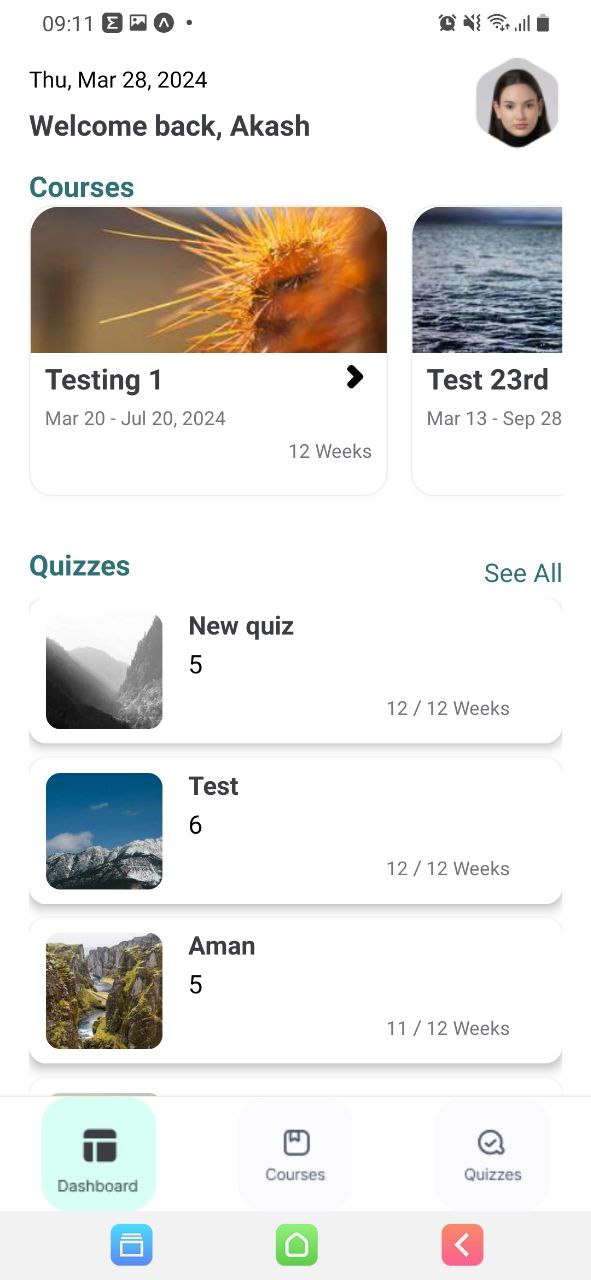 09:11
Thu, Mar 28, 2024
Welcome back, Akash
Courses
Testing 1
Mar 20 - Jul 20, 2024
12 Weeks
Test 23rd
Mar 13 - Sep 28
Quizzes
See All
New quiz
5
12 / 12 Weeks
Test
6
12 / 12 Weeks
Aman
5
11 / 12 Weeks
Dashboard
Courses
Quizzes